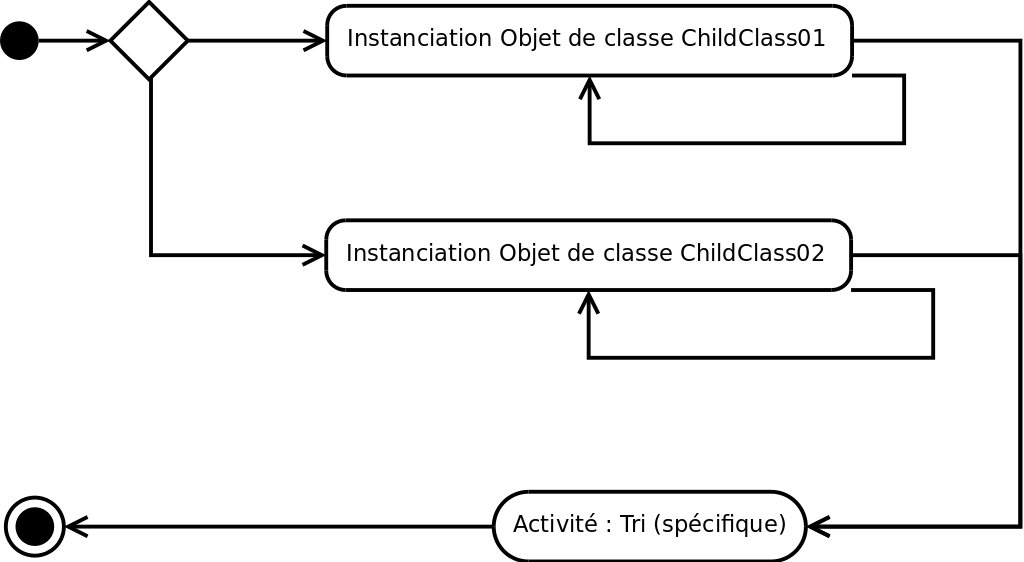 Instanciation Objet de classe ChildClass01
Instanciation Objet de classe ChildClass02
Activité : Tri (spécifique)